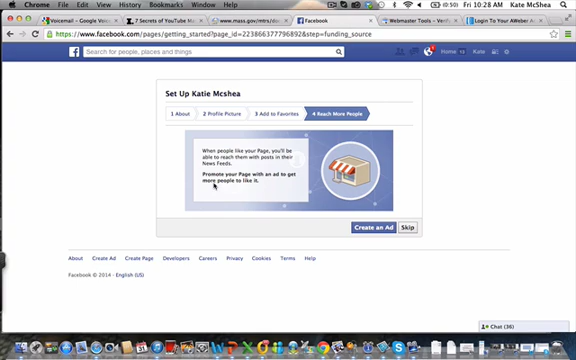 Chrome File Edit View History Bookmarks Window Help (0:50) Fri 10:28 AM Kate McShea
Voicemail - Google Voice 7 Secrets of YouTube Ma www.mass.gov/mtrs/doc Facebook Webmaster Tools - Verifi Login To Your AWeber A
https://www.facebook.com/pages/getting_started?page_id=223866377796892&step=funding_source
Search for people, places and things Home Kate
Set Up Katie Mcshea
1 About 2 Profile Picture 3 Add to Favorites 4 Reach More People
When people like your Page, you'll be
able to reach them with posts in their
News Feeds.
Promote your Page with an ad to get
more people to like it.
Create an Ad Skip
About Create Ad Create Page Developers Careers Privacy Cookies Terms Help
Facebook © 2014 · English (US)
Chat (36)